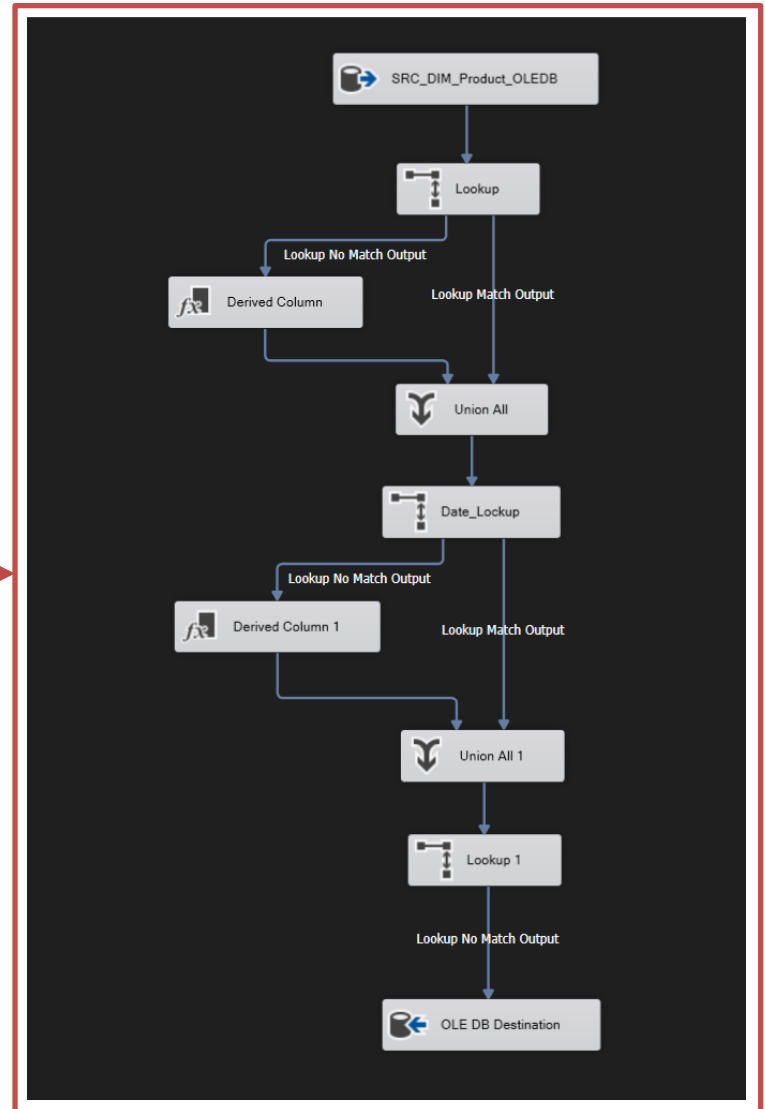 SRC_DIM_Product_OLEDB
Lookup
Lookup No Match Output
Lookup Match Output
Derived Column
Union All
Date_Lockup
Lookup No Match Output
Lookup Match Output
Derived Column 1
Union All 1
Lookup 1
Lookup No Match Output
OLE DB Destination